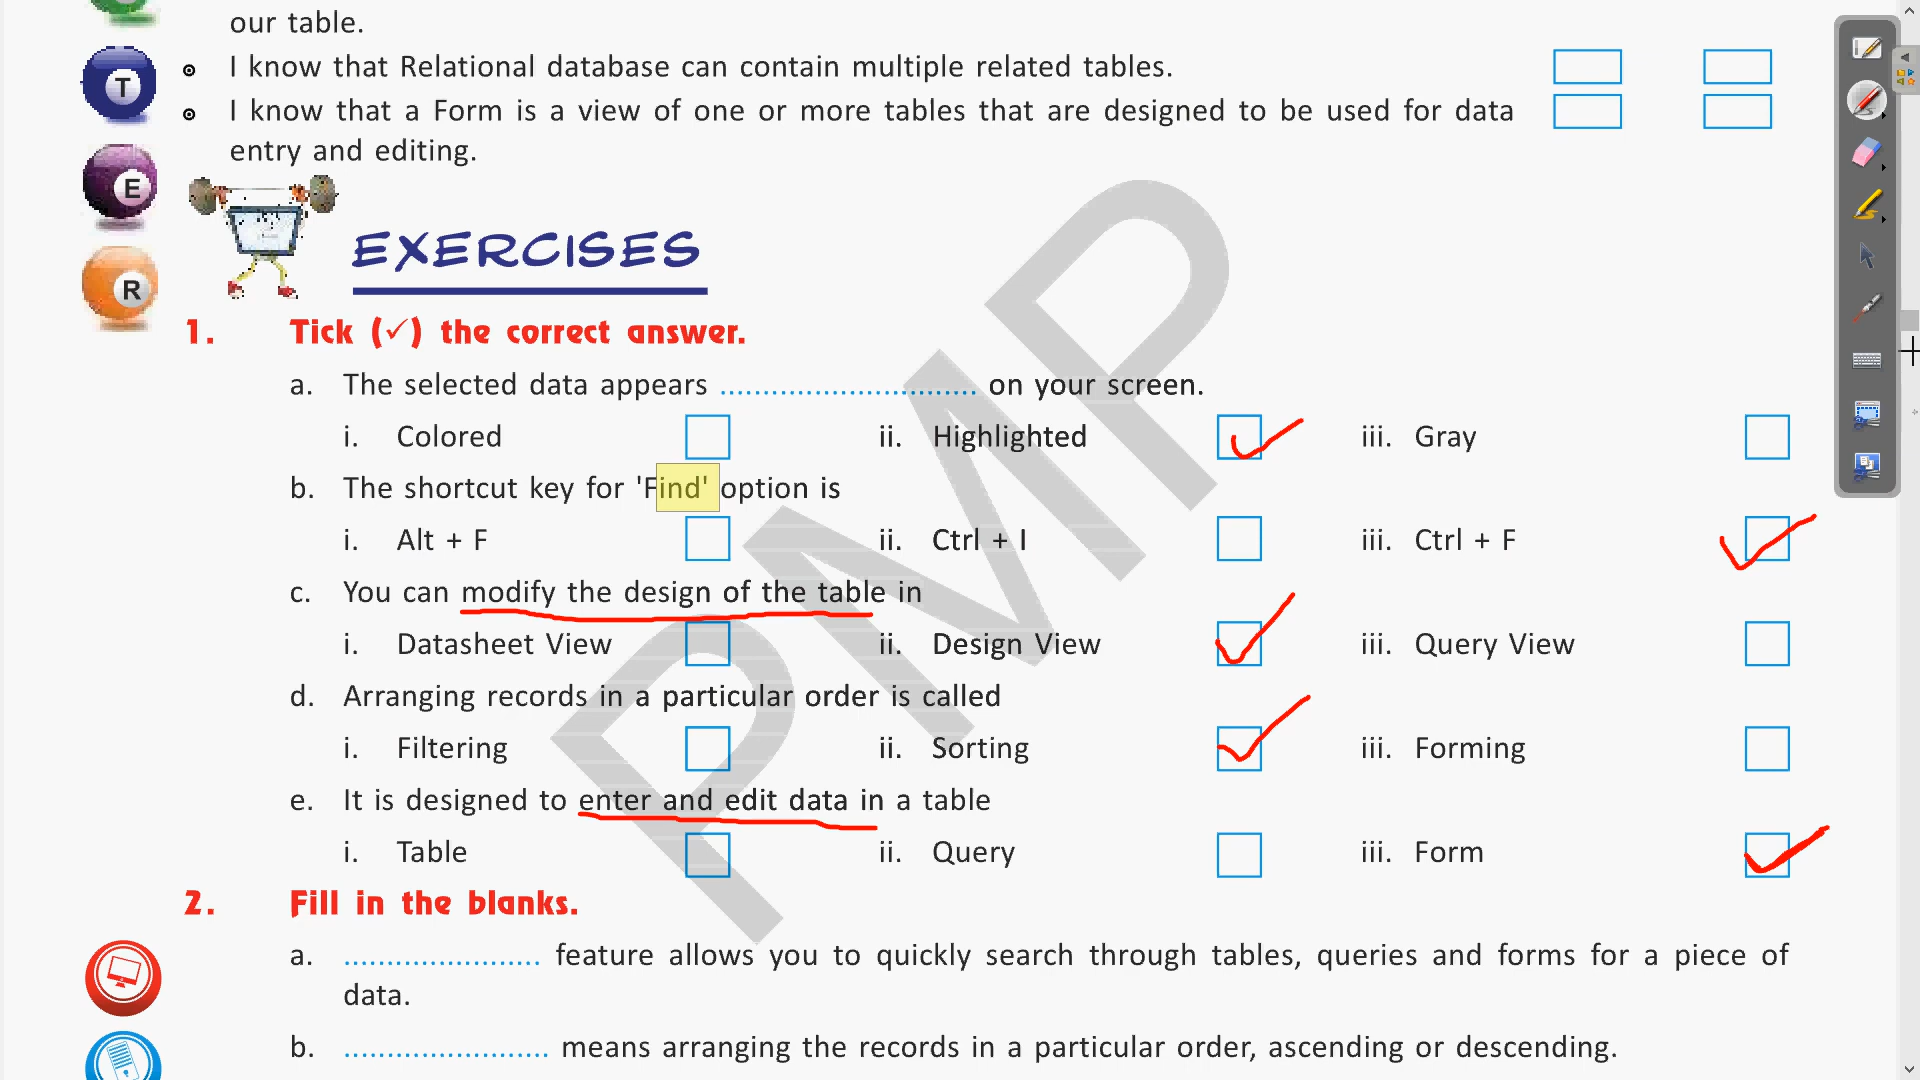 our table.
T
I know that Relational database can contain multiple related tables.
I know that a Form is a view of one or more tables that are designed to be used for data
entry and editing.
E
EXERCISES
R
1. Tick (✓) the correct answer.
a. The selected data appears .............................. on your screen.
i. Colored ii. Highlighted iii. Gray
b. The shortcut key for 'Find' option is
i. Alt + F ii. Ctrl + I iii. Ctrl + F
c. You can modify the design of the table in
i. Datasheet View ii. Design View iii. Query View
d. Arranging records in a particular order is called
i. Filtering ii. Sorting iii. Forming
e. It is designed to enter and edit data in a table
i. Table ii. Query iii. Form
2. Fill in the blanks.
a. ....................... feature allows you to quickly search through tables, queries and forms for a piece of
data.
b. ........................ means arranging the records in a particular order, ascending or descending.
PMP